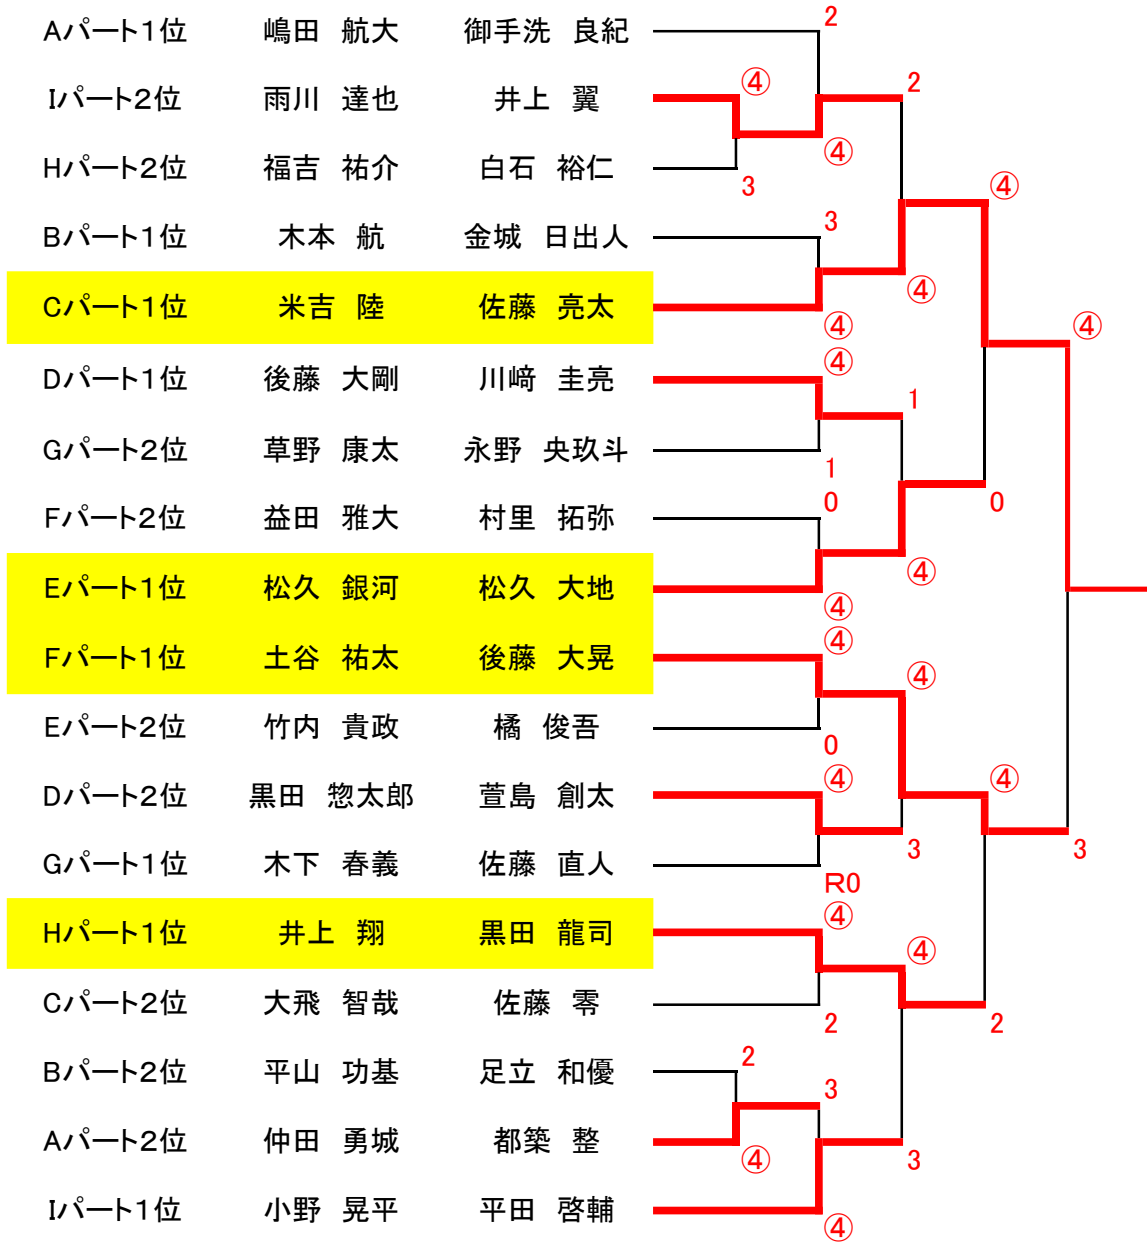 2
Aパート1位 嶋田 航大 御手洗 良紀
④ 2
Iパート2位 雨川 達也 井上 翼
④
Hパート2位 福吉 祐介 白石 裕仁
3 ④
3
Bパート1位 木本 航 金城 日出人
④
Cパート1位 米吉 陸 佐藤 亮太
④ ④
④
Dパート1位 後藤 大剛 川﨑 圭亮
1
Gパート2位 草野 康太 永野 央玖斗
1
0 0
Fパート2位 益田 雅大 村里 拓弥
④
Eパート1位 松久 銀河 松久 大地
④
④
Fパート1位 土谷 祐太 後藤 大晃
④
Eパート2位 竹内 貴政 橘 俊吾
0
④ ④
Dパート2位 黒田 惣太郎 萱島 創太
3 3
Gパート1位 木下 春義 佐藤 直人
R0
④
Hパート1位 井上 翔 黒田 龍司
④
Cパート2位 大飛 智哉 佐藤 零
2 2
2
Bパート2位 平山 功基 足立 和優
3
Aパート2位 仲田 勇城 都築 整
④ 3
Iパート1位 小野 晃平 平田 啓輔
④